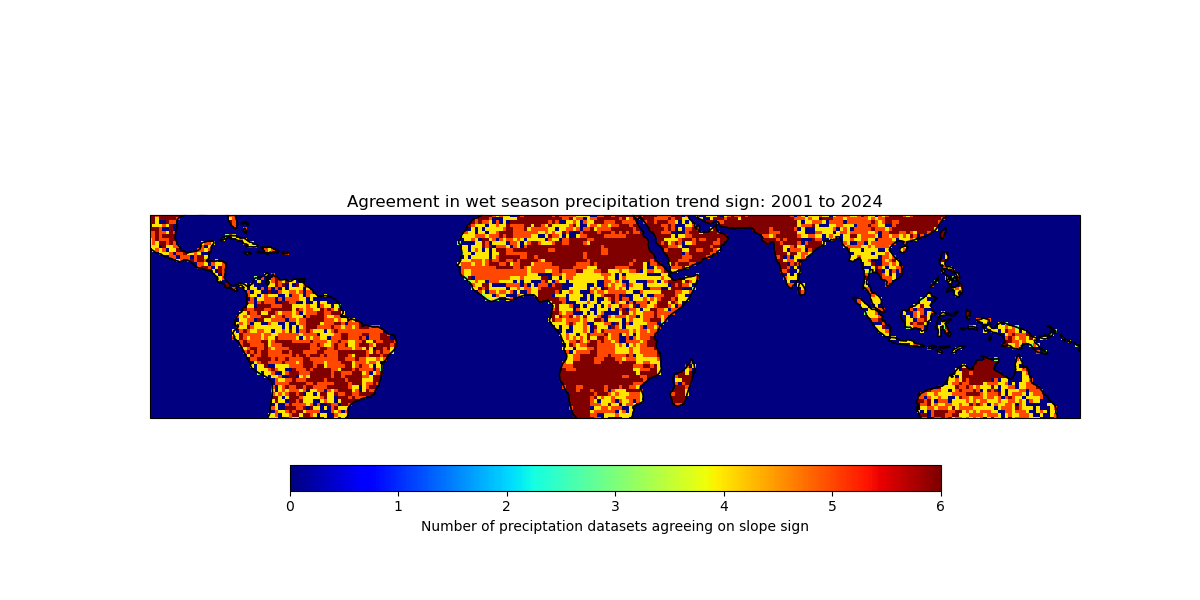 Agreement in wet season precipitation trend sign: 2001 to 2024
0 1 2 3 4 5 6
Number of preciptation datasets agreeing on slope sign